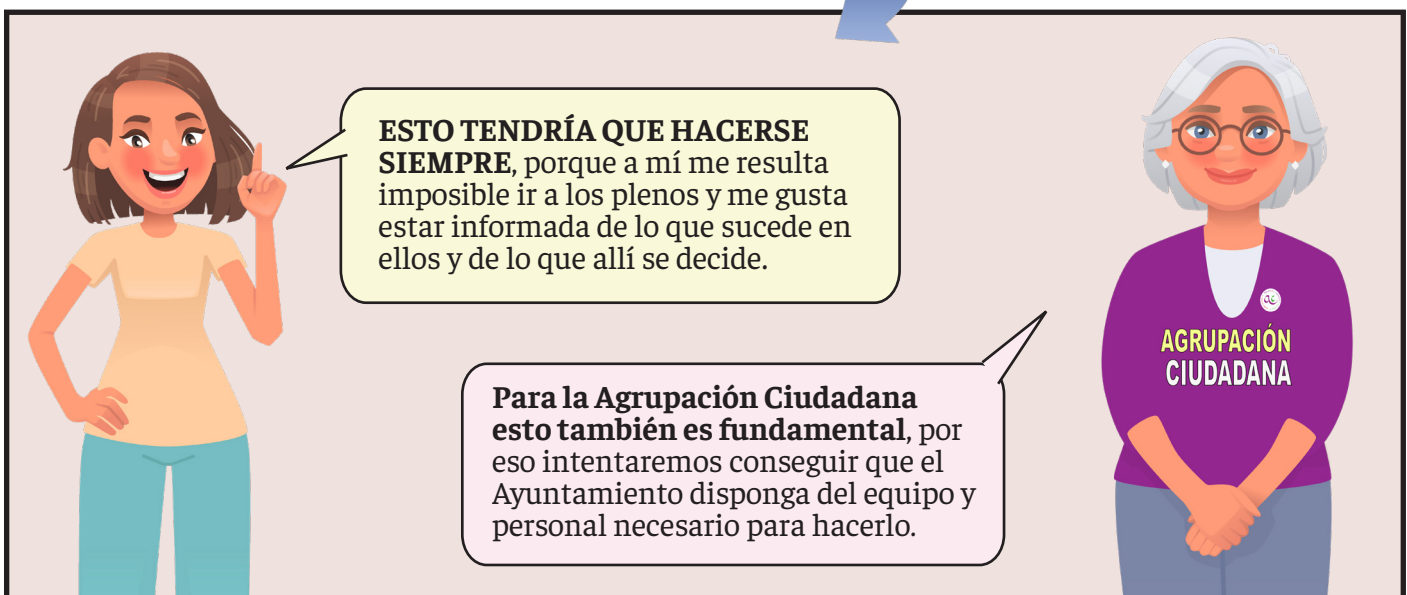 ESTO TENDRÍA QUE HACERSE
SIEMPRE, porque a mí me resulta
imposible ir a los plenos y me gusta
estar informada de lo que sucede en
ellos y de lo que allí se decide.
Para la Agrupación Ciudadana
esto también es fundamental, por
eso intentaremos conseguir que el
Ayuntamiento disponga del equipo y
personal necesario para hacerlo.
AGRUPACIÓN
CIUDADANA